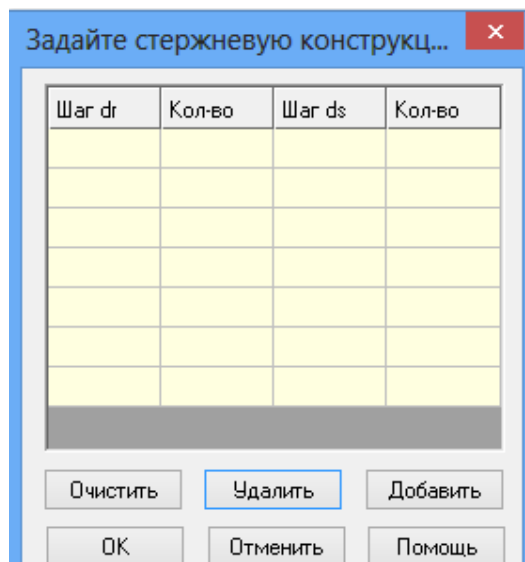 Задайте стержневую конструкц...
Шаг dr Кол-во Шаг ds Кол-во
Очистить Удалить Добавить
OK Отменить Помощь